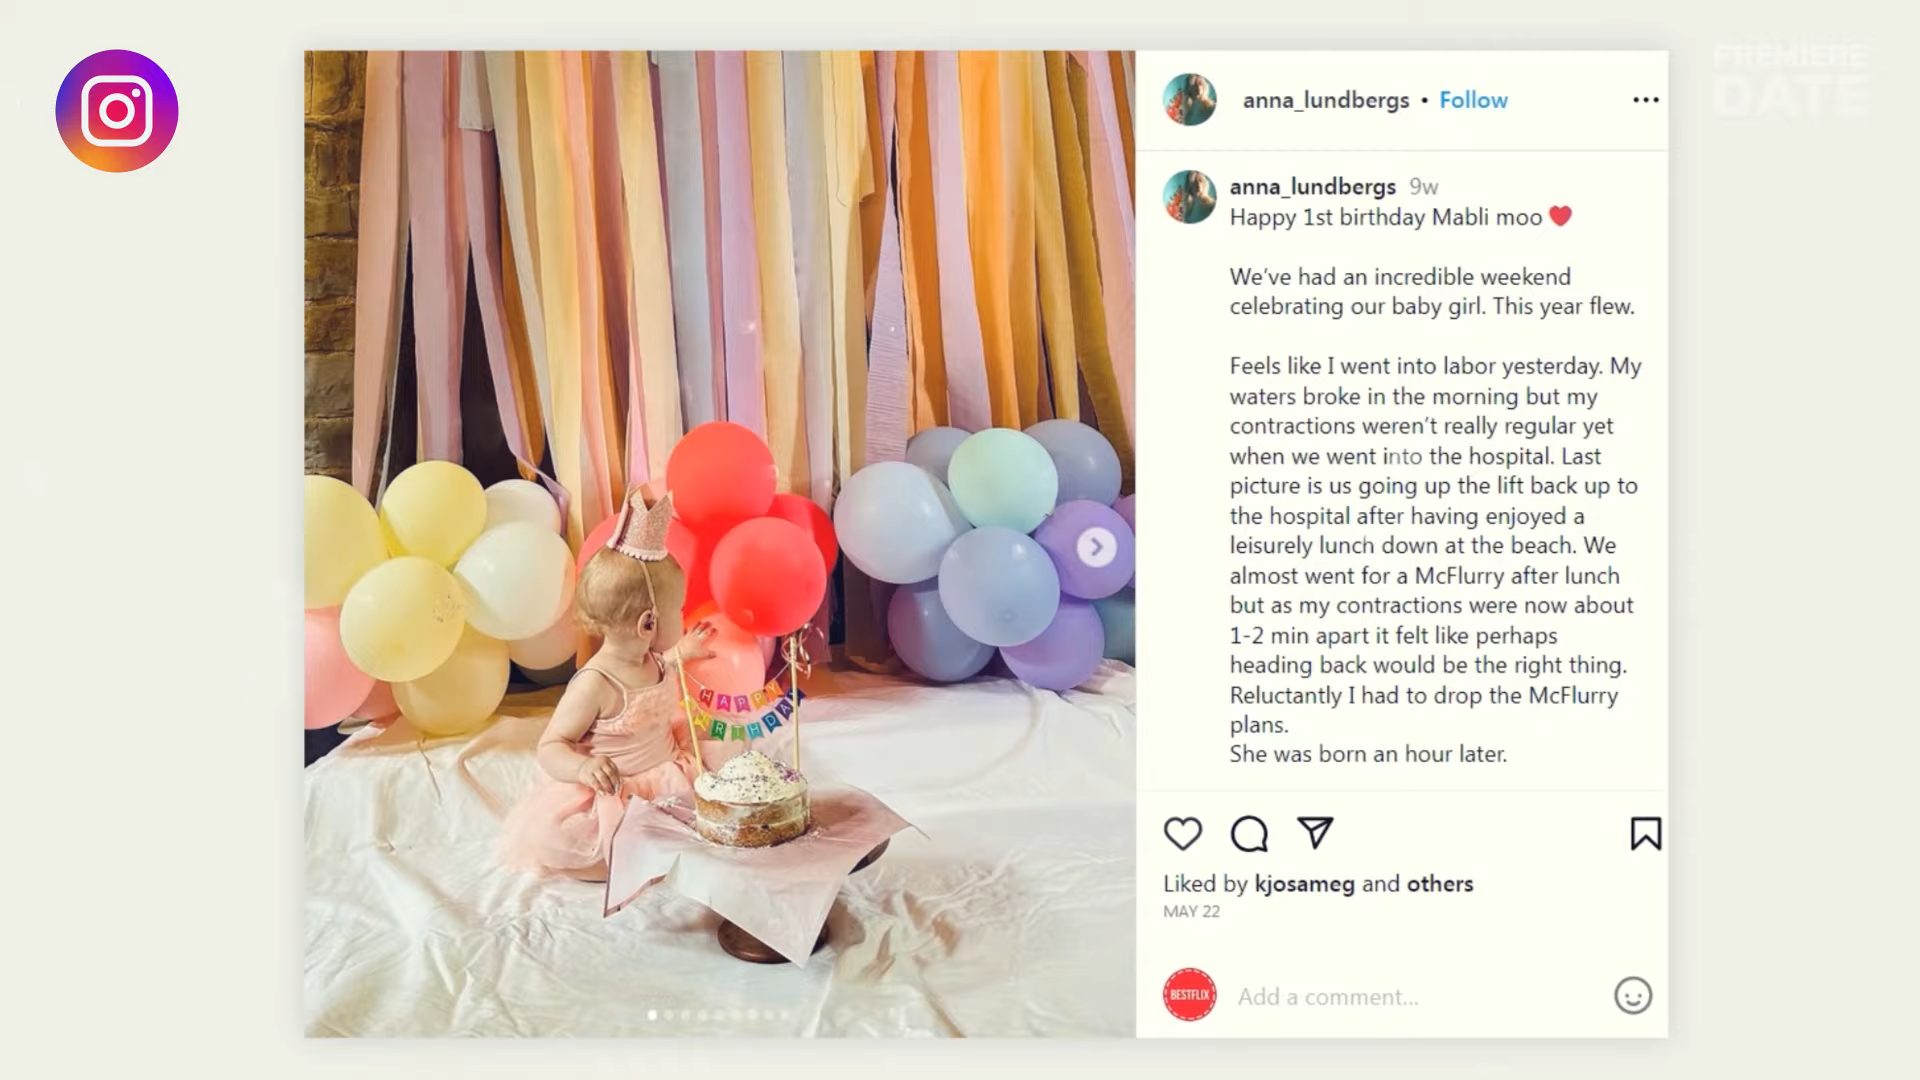 PREMIERE
DATE
anna_lundbergs • Follow
anna_lundbergs 9w
Happy 1st birthday Mabli moo ❤️
We’ve had an incredible weekend
celebrating our baby girl. This year flew.
Feels like I went into labor yesterday. My
waters broke in the morning but my
contractions weren’t really regular yet
when we went into the hospital. Last
picture is us going up the lift back up to
the hospital after having enjoyed a
leisurely lunch down at the beach. We
almost went for a McFlurry after lunch
but as my contractions were now about
1-2 min apart it felt like perhaps
heading back would be the right thing.
Reluctantly I had to drop the McFlurry
plans.
She was born an hour later.
HAPPY
BIRTHDAY
Liked by kjosameg and others
MAY 22
BESTFLIX
Add a comment...